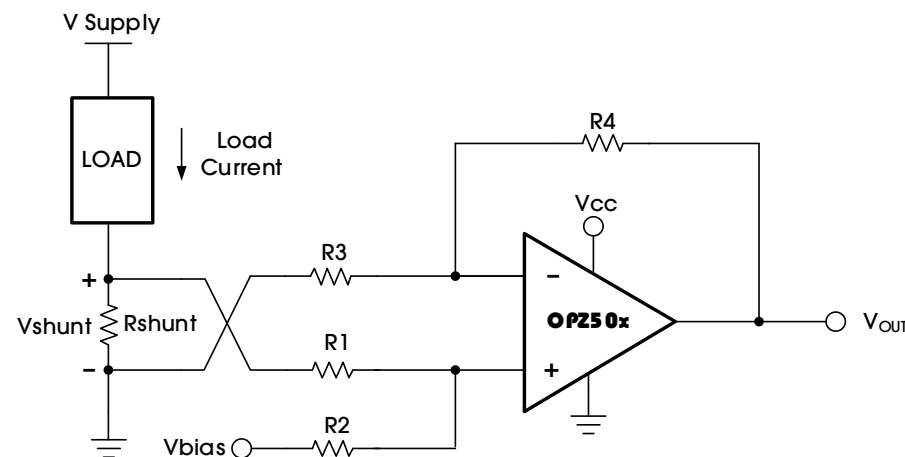 V Supply
LOAD
Load
Current
R4
Vcc
R3
+
Vshunt
Rshunt
-
R1
R2
Vbias
-
OPZ50x
+
VOUT